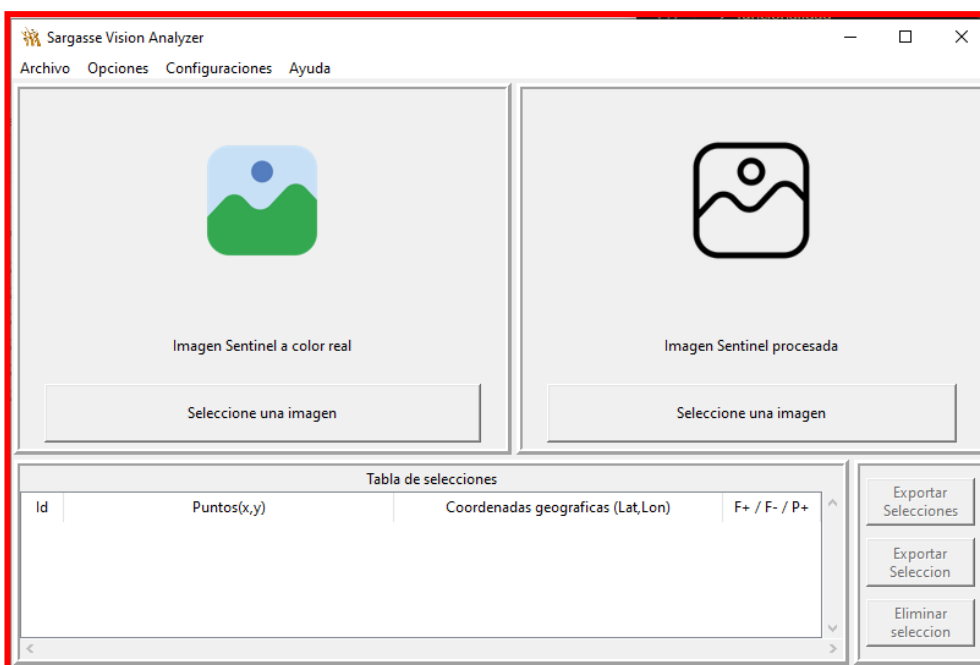 Sargasse Vision Analyzer
Archivo Opciones Configuraciones Ayuda
Imagen Sentinel a color real
Imagen Sentinel procesada
Seleccione una imagen
Seleccione una imagen
Tabla de selecciones
Id Puntos(x,y) Coordenadas geograficas (Lat,Lon) F+ / F- / P+
Exportar
Selecciones
Exportar
Seleccion
Eliminar
seleccion